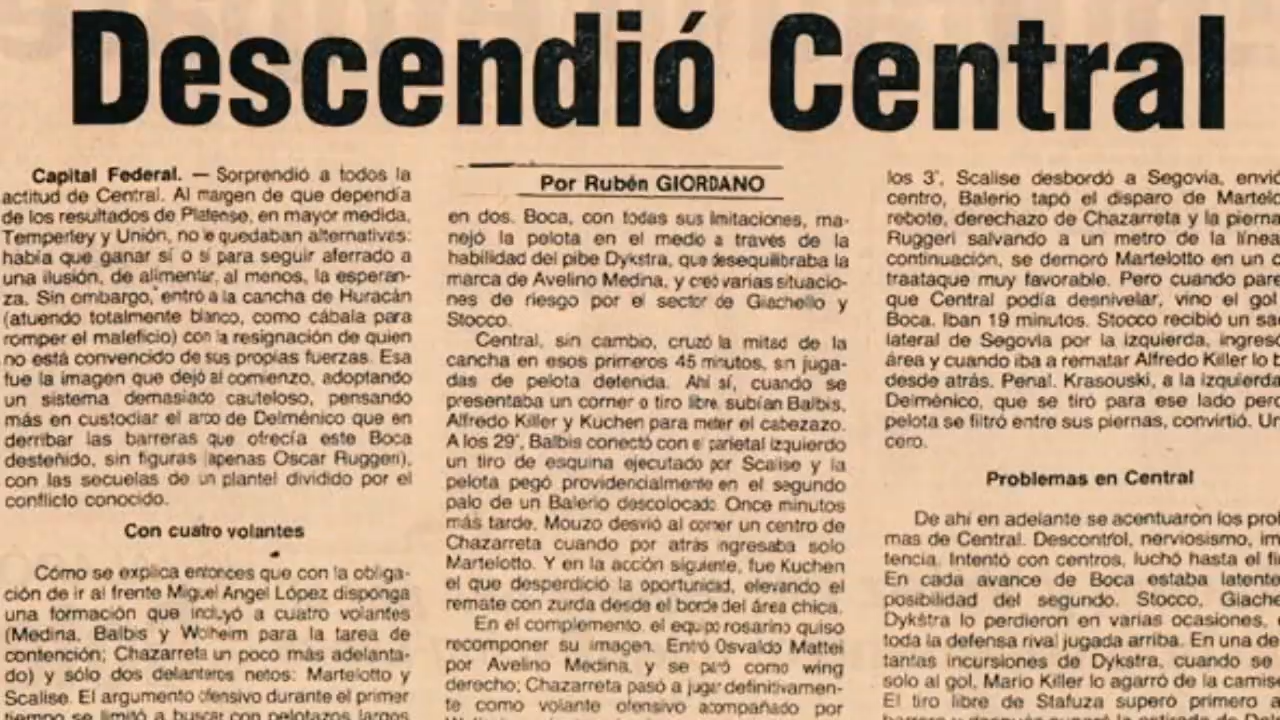 Descendió Central
Capital Federal. — Sorprendió a todos la
actitud de Central. Al margen de que dependía
de los resultados de Platense, en mayor medida,
Temperley y Unión, no le quedaban alternativas:
había que ganar sí o sí para seguir aferrado a
una ilusión, de alimentar, al menos, la esperan-
za. Sin embargo, entró a la cancha de Huracán
(atuendo totalmente blanco, como cábala para
romper el maleficio) con la resignación de quien
no está convencido de sus propias fuerzas. Esa
fue la imagen que dejó al comienzo, adoptando
un sistema demasiado cauteloso, pensando
más en custodiar el arco de Delménico que en
derribar las barreras que ofrecía este Boca
desteñido, sin figuras (apenas Oscar Ruggeri),
con las secuelas de un plantel dividido por el
conflicto conocido.
Con cuatro volantes
Cómo se explica entonces que con la obliga-
ción de ir al frente Miguel Angel López disponga
una formación que incluyó a cuatro volantes
(Medina, Balbis y Wolheim para la tarea de
contención; Chazarreta un poco más adelanta-
do) y sólo dos delanteros netos: Martelotto y
Scalise. El argumento ofensivo durante el primer
tiempo se limitó a buscar con pelotazos largos
Por Rubén GIORDANO
en dos. Boca, con todas sus limitaciones, ma-
nejó la pelota en el medio a través de la
habilidad del pibe Dykstra, que desequilibraba la
marca de Avelino Medina, y creó varias situacio-
nes de riesgo por el sector de Giachello y
Stocco.
Central, sin cambio, cruzó la mitad de la
cancha en esos primeros 45 minutos, sin juga-
das de pelota detenida. Ahí sí, cuando se
presentaba un corner o tiro libre, subían Balbis,
Alfredo Killer y Kuchen para meter el cabezazo.
A los 29', Balbis conectó con el parietal izquierdo
un tiro de esquina ejecutado por Scalise y la
pelota pegó providencialmente en el segundo
palo de un Balerio descolocado. Once minutos
más tarde, Mouzo desvió al corner un centro de
Chazarreta cuando por atrás ingresaba solo
Martelotto. Y en la acción siguiente, fue Kuchen
el que desperdició la oportunidad, elevando el
remate con zurda desde el borde del área chica.
En el complemento, el equipo rosarino quiso
recomponer su imagen. Entró Osvaldo Mattei
por Avelino Medina, y se paró como wing
derecho; Chazarreta pasó a jugar definitivamen-
te como volante ofensivo acompañado por
los 3', Scalise desbordó a Segovia, envió
centro, Balerio tapó el disparo de Martelo
rebote, derechazo de Chazarreta y la pierna
Ruggeri salvando a un metro de la línea
continuación, se demoró Martelotto en un c
traataque muy favorable. Pero cuando pare
que Central podía desnivelar, vino el gol
Boca. Iban 19 minutos. Stocco recibió un sa
lateral de Segovia por la izquierda, ingresó
área y cuando iba a rematar Alfredo Killer lo b
desde atrás. Penal. Krasouski, a la izquierda
Delménico, que se tiró para ese lado pero
pelota se filtró entre sus piernas, convirtió. Un
cero.
Problemas en Central
De ahí en adelante se acentuaron los prob
mas de Central. Descontrol, nerviosismo, im
tencia. Intentó con centros, luchó hasta el fi
En cada avance de Boca estaba latente
posibilidad del segundo. Stocco, Giache
Dykstra lo perdieron en varias ocasiones,
toda la defensa rival jugada arriba. En una de
tantas incursiones de Dykstra, cuando se
solo al gol, Mario Killer lo agarró de la camise
El tiro libre de Stafuza superó primero a